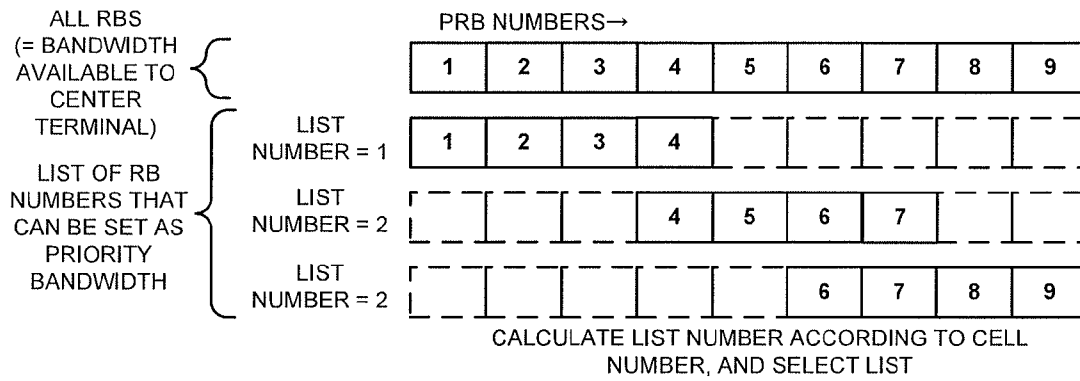 ALL RBS
(= BANDWIDTH
AVAILABLE TO
CENTER
TERMINAL)
PRB NUMBERS→
1 2 3 4 5 6 7 8 9
LIST OF RB
NUMBERS THAT
CAN BE SET AS
PRIORITY
BANDWIDTH
LIST
NUMBER = 1
1 2 3 4
LIST
NUMBER = 2
4 5 6 7
LIST
NUMBER = 2
6 7 8 9
CALCULATE LIST NUMBER ACCORDING TO CELL
NUMBER, AND SELECT LIST